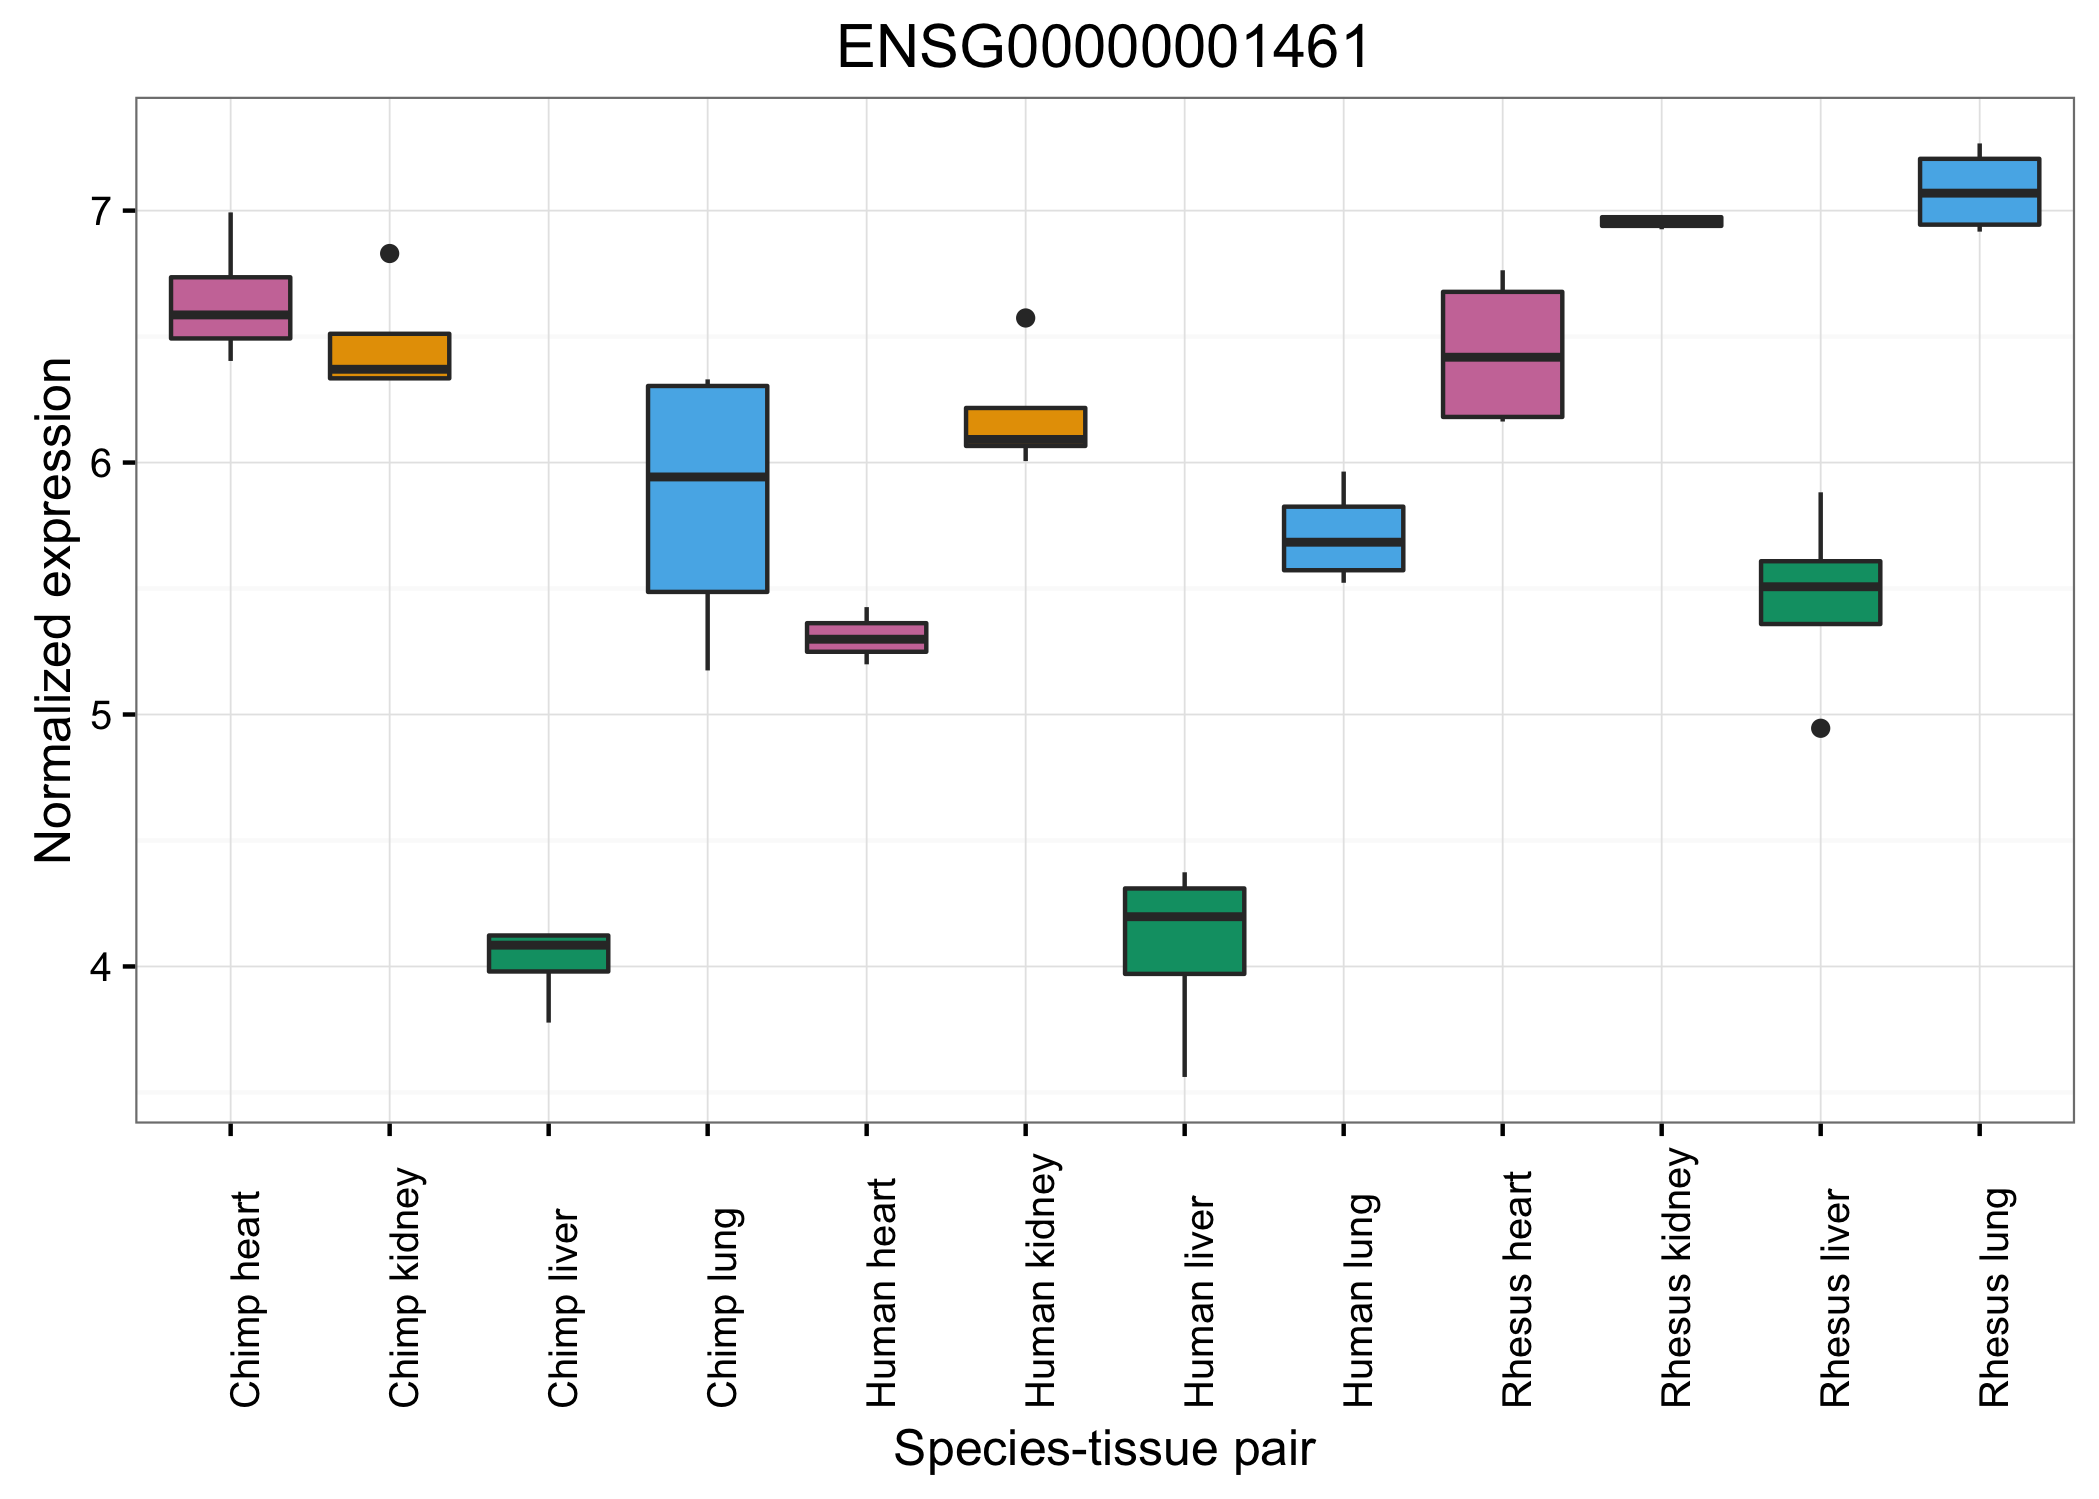 ENSG00000001461
Normalized expression
7
6
5
4
Chimp heart
Chimp kidney
Chimp liver
Chimp lung
Human heart
Human kidney
Human liver
Human lung
Rhesus heart
Rhesus kidney
Rhesus liver
Rhesus lung
Species-tissue pair